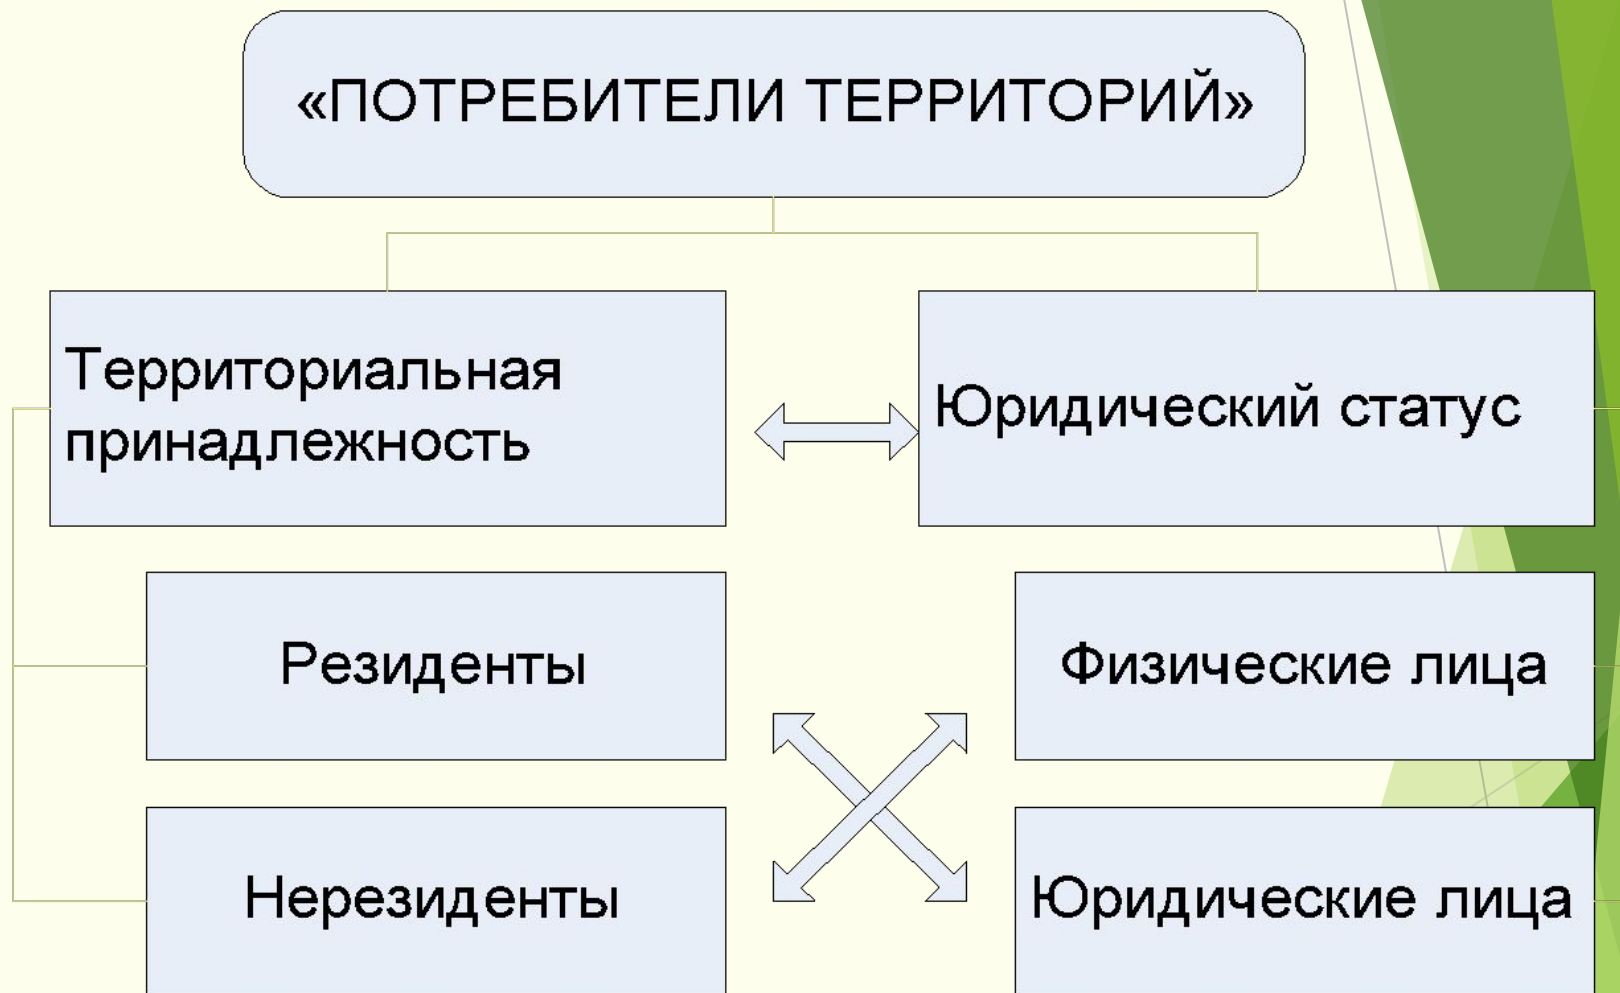 «ПОТРЕБИТЕЛИ ТЕРРИТОРИЙ»
Территориальная
принадлежность
Юридический статус
Резиденты
Физические лица
Нерезиденты
Юридические лица